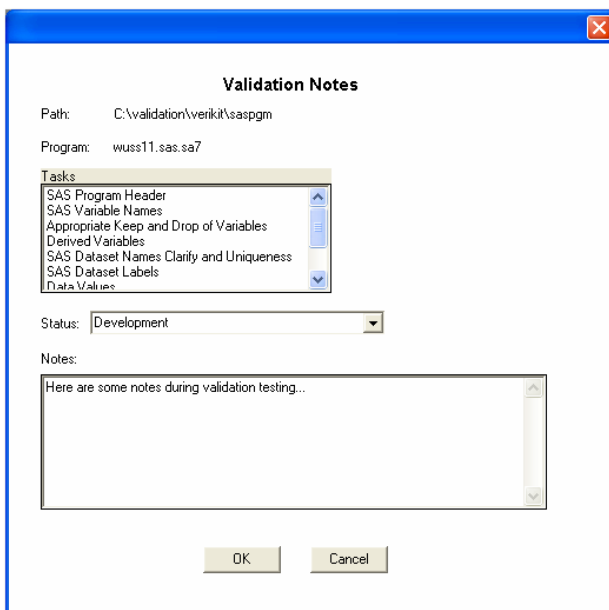 Validation Notes
Path: C:\validation\verikit\saspgm
Program: wuss11.sas.sa7
Tasks
SAS Program Header
SAS Variable Names
Appropriate Keep and Drop of Variables
Derived Variables
SAS Dataset Names Clarify and Uniqueness
SAS Dataset Labels
Data Values
Status: Development
Notes:
Here are some notes during validation testing...
OK Cancel